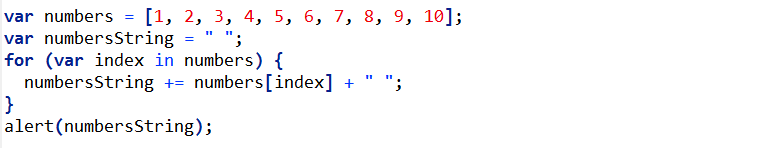 var numbers = [1, 2, 3, 4, 5, 6, 7, 8, 9, 10];
var numbersString = " ";
for (var index in numbers) {
  numbersString += numbers[index] + " ";
}
alert(numbersString);